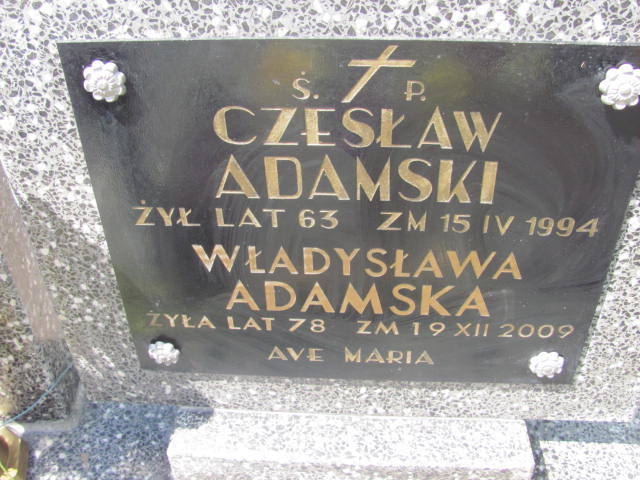 Ś. P.
CZESŁAW
ADAMSKI
ŻYŁ LAT 63 ZM 15 IV 1994
WŁADYSŁAWA
ADAMSKA
ŻYŁA LAT 78 ZM 19 XII 2009
AVE MARIA